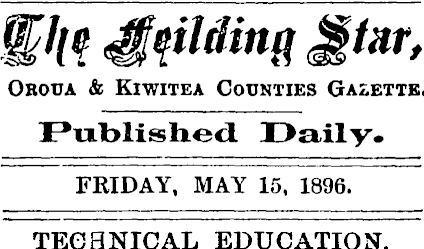 The Feilding Star,
OROUA & KIWITEA COUNTIES GAZETTE.
Published Daily.
FRIDAY, MAY 15, 1896.
TECHNICAL EDUCATION.